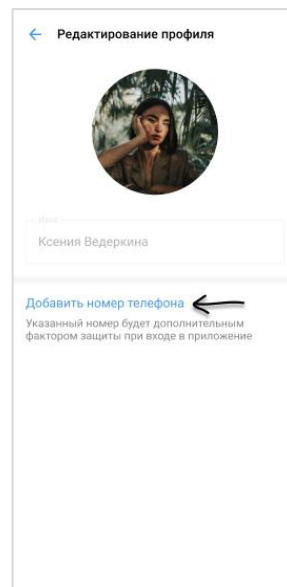 Редактирование профиля
Имя
Ксения Ведеркина
Добавить номер телефона
Указанный номер будет дополнительным
фактором защиты при входе в приложение